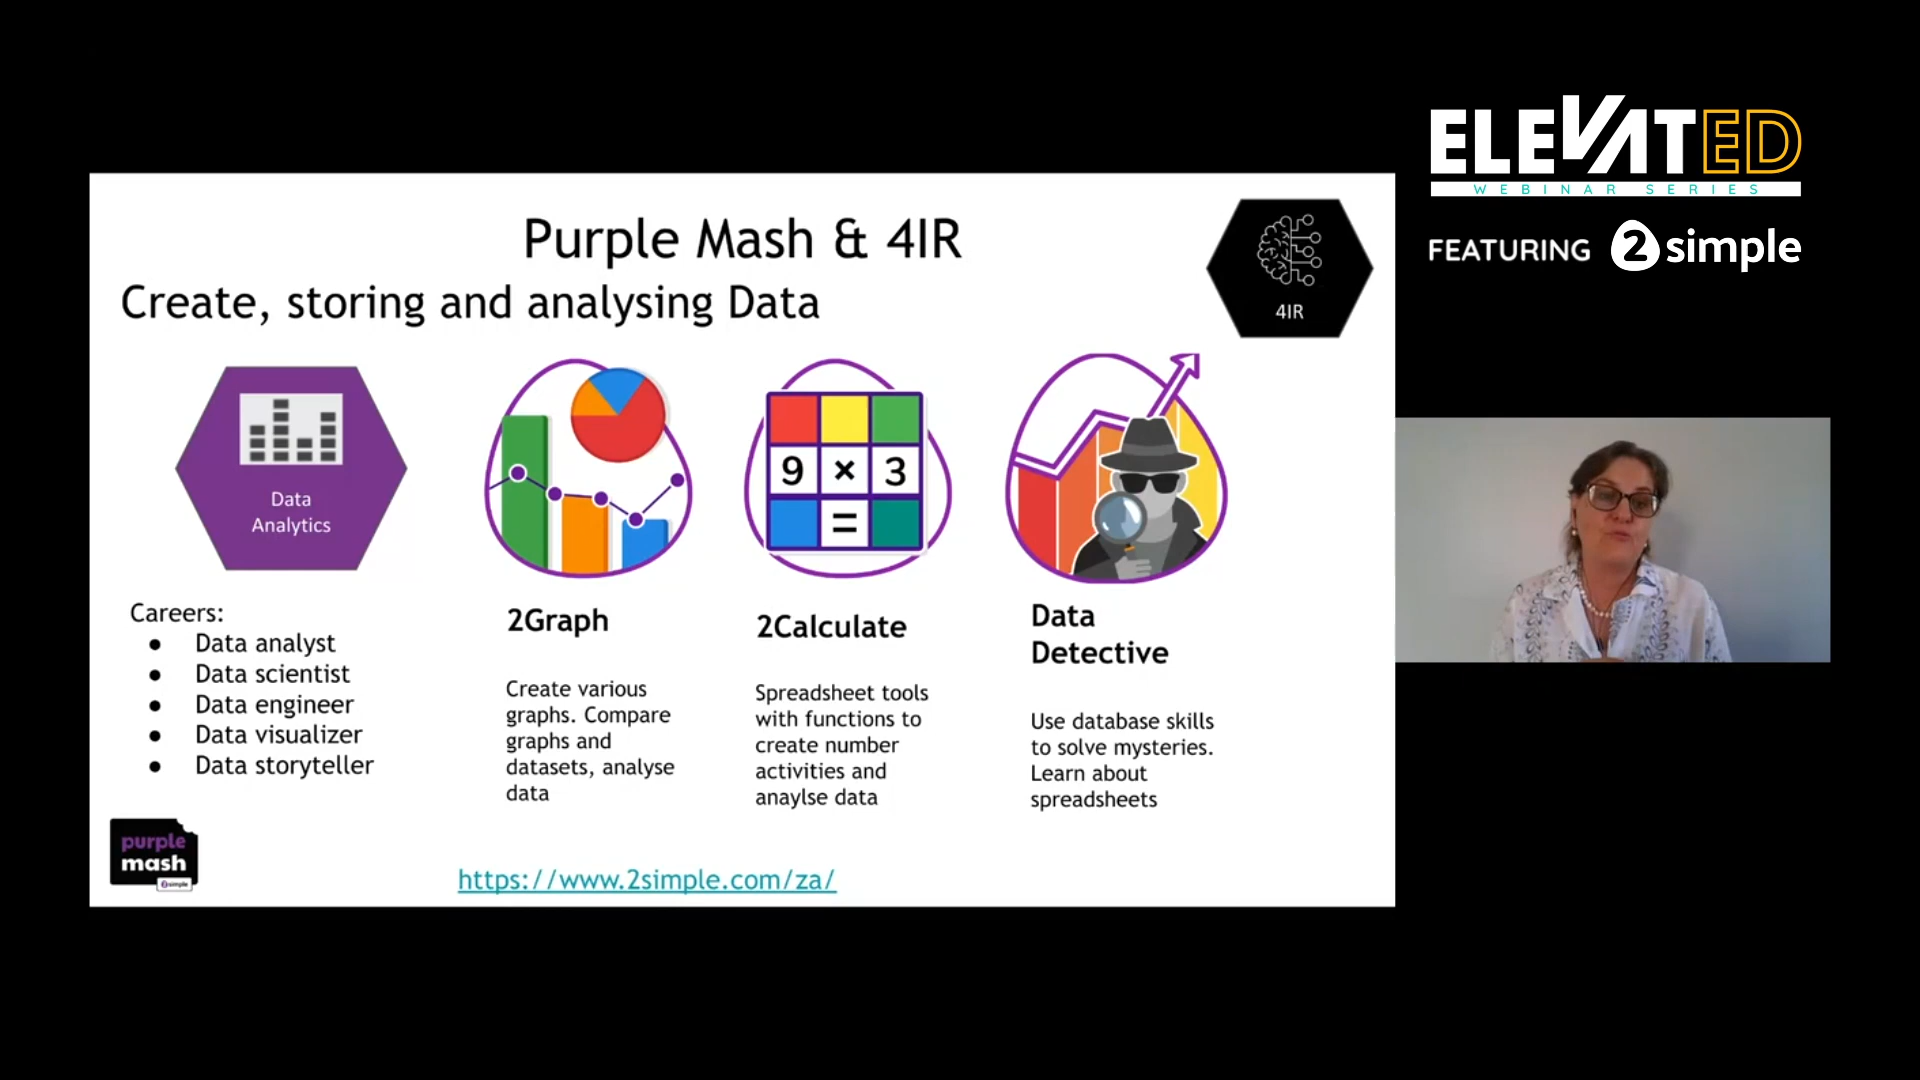 ELEVATED
WEBINAR SERIES
FEATURING 2simple
Purple Mash & 4IR
Create, storing and analysing Data
4IR
Data
Analytics
9 × 3
=
Careers:
● Data analyst
● Data scientist
● Data engineer
● Data visualizer
● Data storyteller
2Graph
Create various
graphs. Compare
graphs and
datasets, analyse
data
2Calculate
Spreadsheet tools
with functions to
create number
activities and
anaylse data
Data
Detective
Use database skills
to solve mysteries.
Learn about
spreadsheets
purple
mash
2simple
https://www.2simple.com/za/